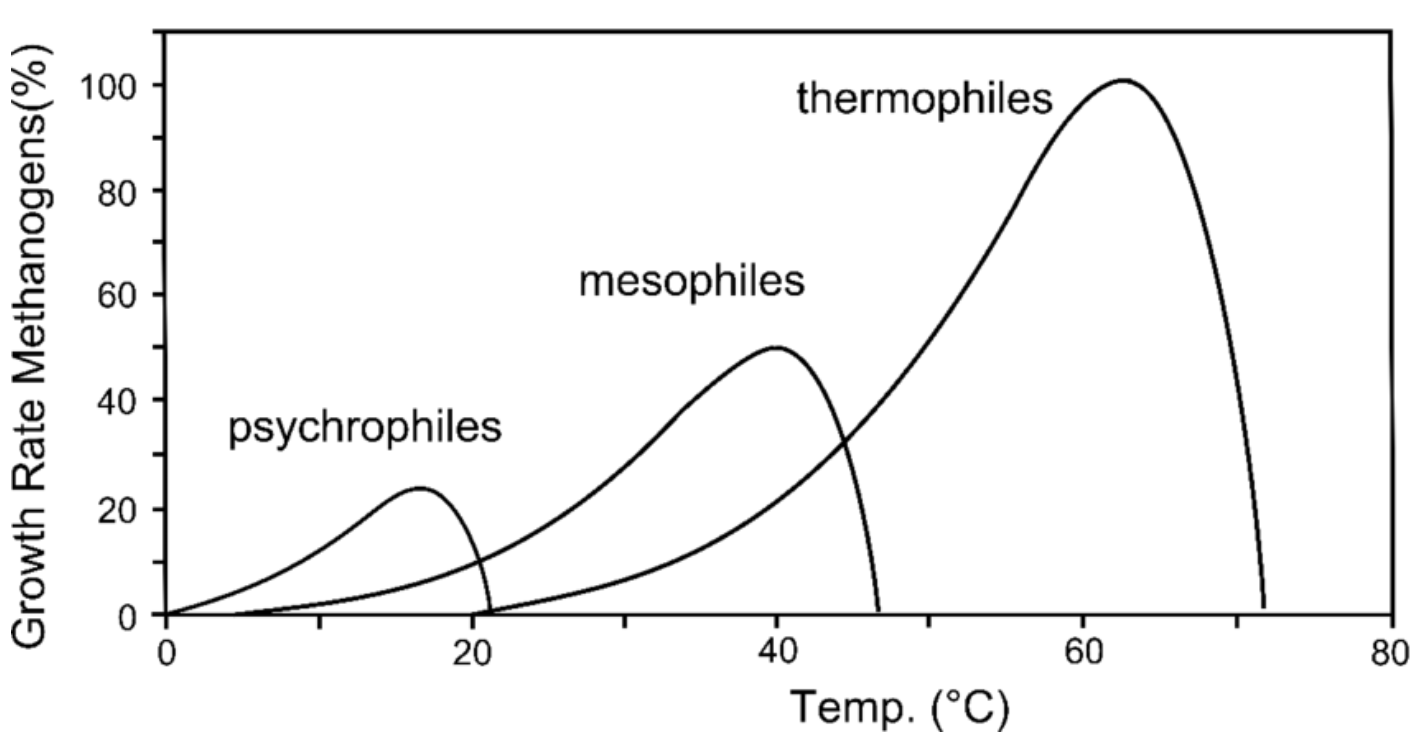 Growth Rate Methanogens(%)
100
80
60
40
20
0
thermophiles
mesophiles
psychrophiles
0 20 40 60 80
Temp. (°C)